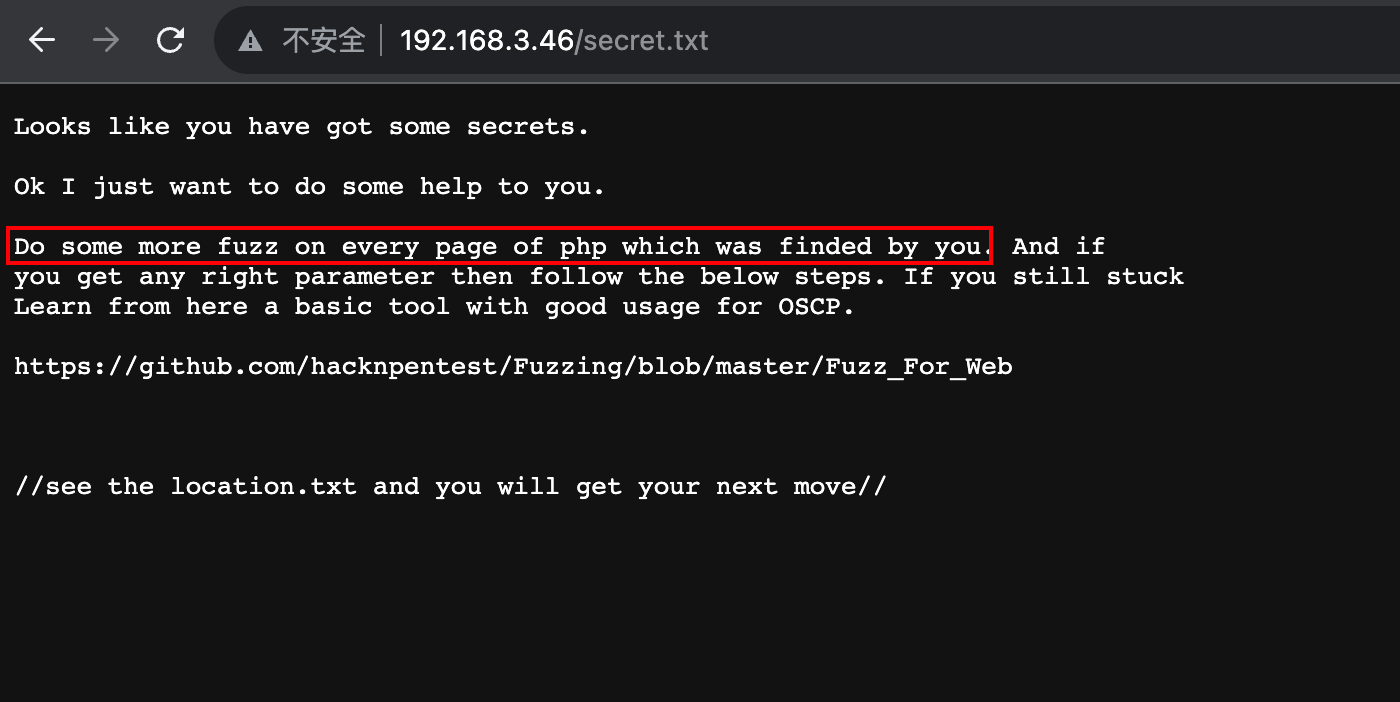 不安全 192.168.3.46/secret.txt
Looks like you have got some secrets.
Ok I just want to do some help to you.
Do some more fuzz on every page of php which was finded by you. And if
you get any right parameter then follow the below steps. If you still stuck
Learn from here a basic tool with good usage for OSCP.
https://github.com/hacknpentest/Fuzzing/blob/master/Fuzz_For_Web
//see the location.txt and you will get your next move//